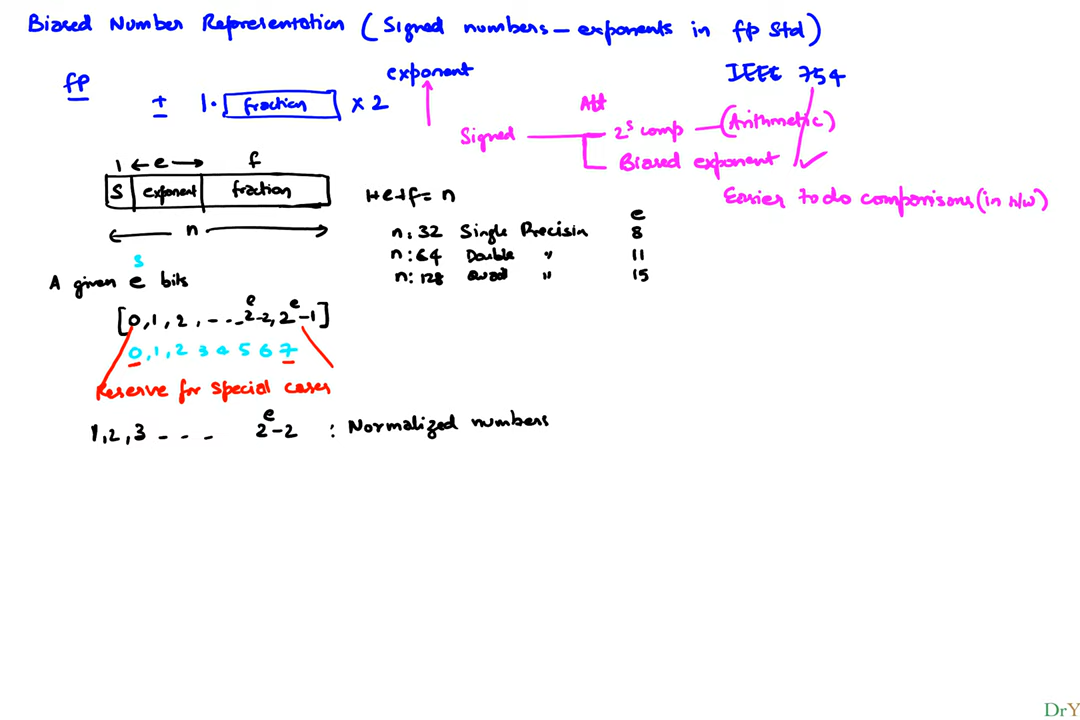 Biased Number Representation (Signed numbers – exponents in fp Std)
fp
± 1. fraction × 2 exponent
IEEE 754
Signed
Alt
2s comp — (Arithmetic)
Biased exponent
Easier to do comparisons (in h/w)
1 ← e → f
S exponent fraction
n
1+e+f = n
e
n: 32 Single Precisin 8
n: 64 Double " 11
n: 128 Quad " 15
A given e bits
[0, 1, 2, - - - 2^e-2, 2^e-1]
0, 1, 2 3 4 5 6 7
Reserve for special cases
1, 2, 3 - - - 2^e-2 : Normalized numbers
DrY